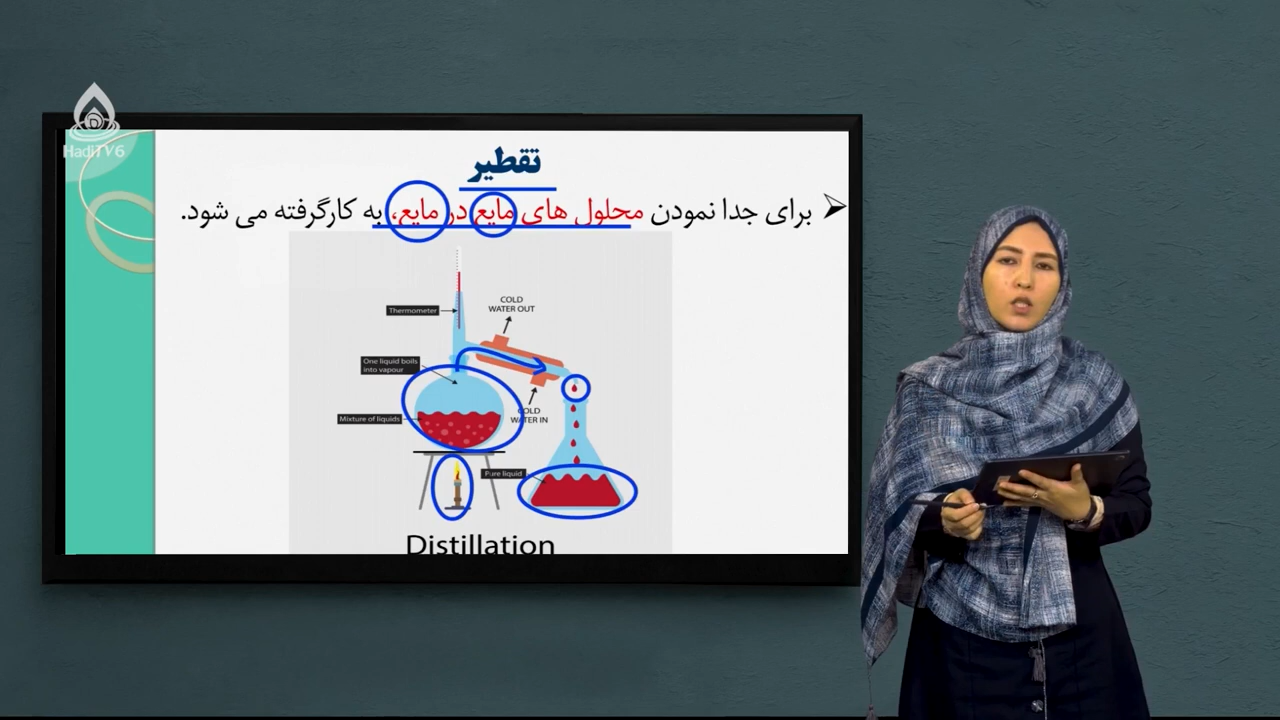 HadiTV6
تقطیر
برای جدا نمودن محلول های مایع در مایع، به کارگرفته می شود.
COLD
WATER OUT
Thermometer
One liquid boils
into vapour
Mixture of liquids
COLD
WATER IN
Pure liquid
Distillation